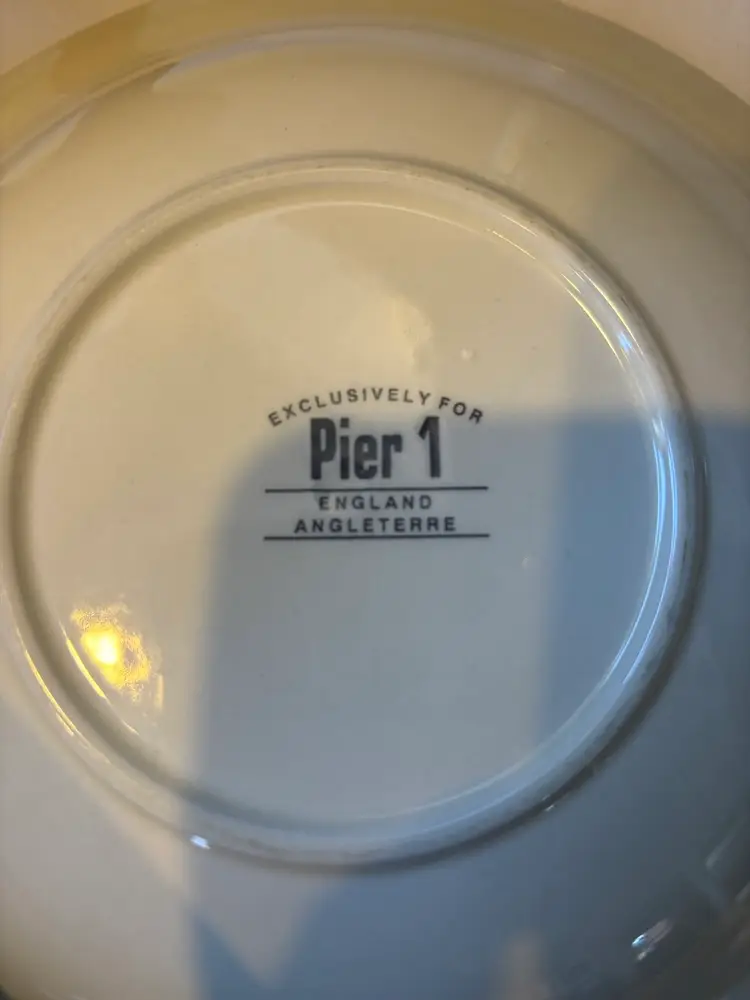 EXCLUSIVELY FOR
Pier 1
ENGLAND
ANGLETERRE